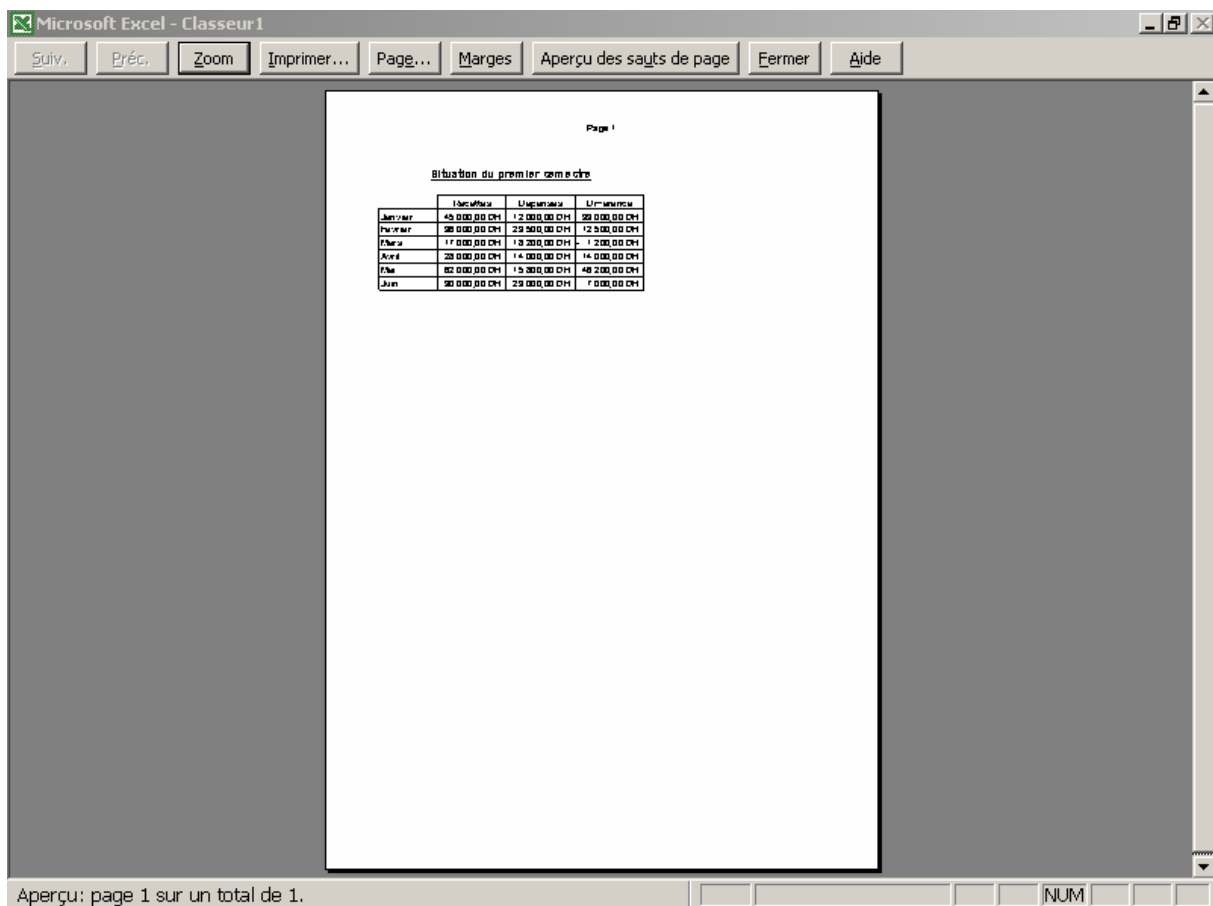 Microsoft Excel - Classeur1
Suiv. Préc. Zoom Imprimer... Page... Marges Aperçu des sauts de page Fermer Aide
Page 1
Situation du premier semestre
Recettes Dépenses Différence
Janvier 45 000,00 DH 12 000,00 DH 33 000,00 DH
Février 36 000,00 DH 23 500,00 DH 12 500,00 DH
Mars 17 000,00 DH 18 200,00 DH - 1 200,00 DH
Avril 28 000,00 DH 14 000,00 DH 14 000,00 DH
Mai 62 000,00 DH 15 800,00 DH 46 200,00 DH
Juin 30 000,00 DH 23 000,00 DH 7 000,00 DH
Aperçu: page 1 sur un total de 1.
NUM